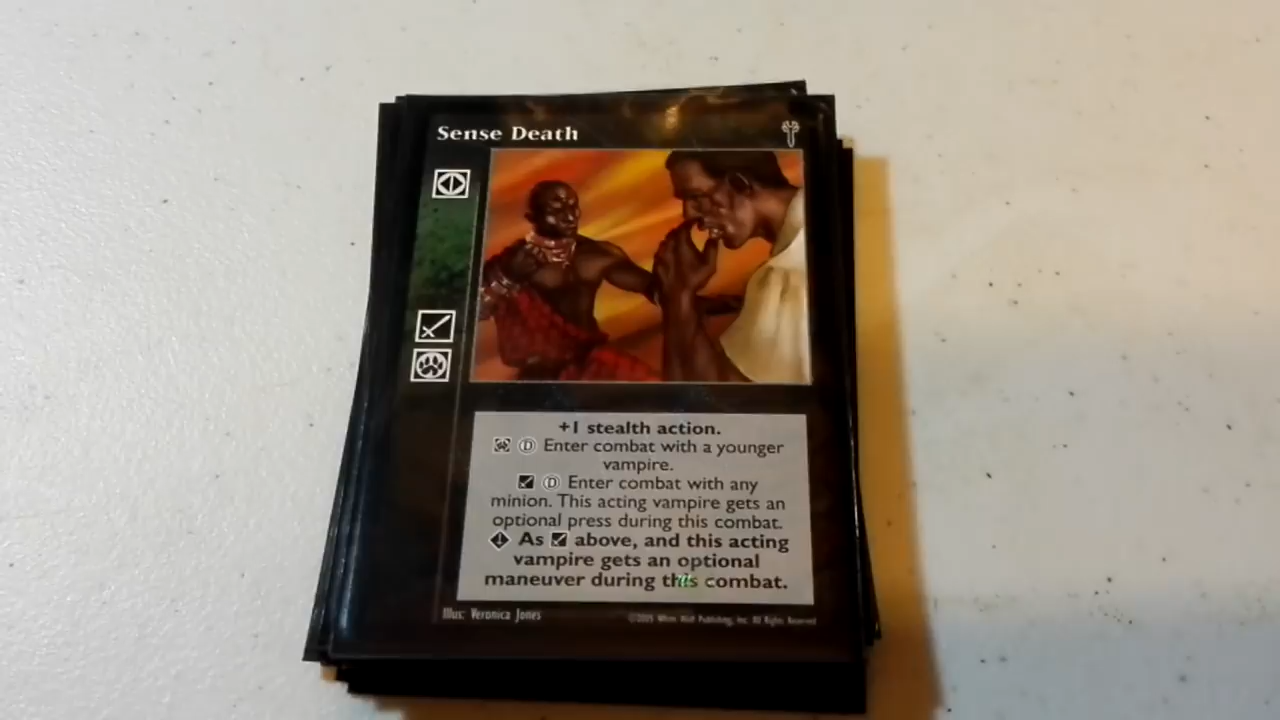 Sense Death
+1 stealth action.
D Enter combat with a younger
vampire.
D Enter combat with any
minion. This acting vampire gets an
optional press during this combat.
As above, and this acting
vampire gets an optional
maneuver during this combat.
Illus: Veronica Jones
©2005 White Wolf Publishing, Inc. All Rights Reserved